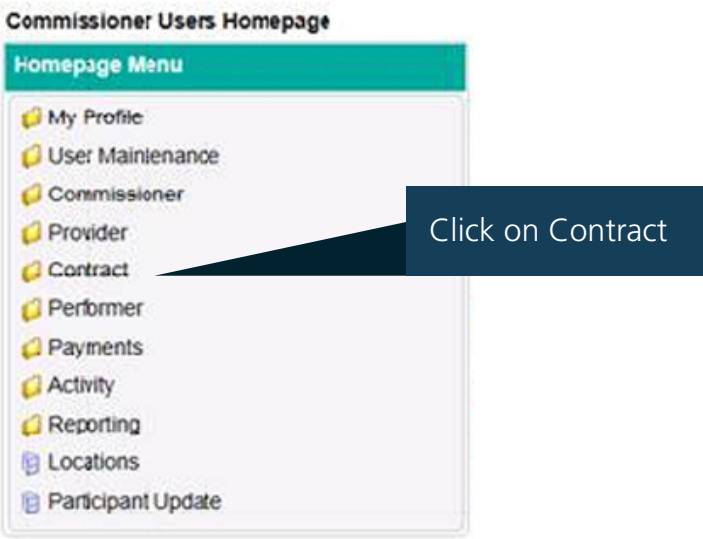 Commissioner Users Homepage
Homepage Menu
My Profile
User Maintenance
Commissioner
Provider
Click on Contract
Contract
Performer
Payments
Activity
Reporting
Locations
Participant Update